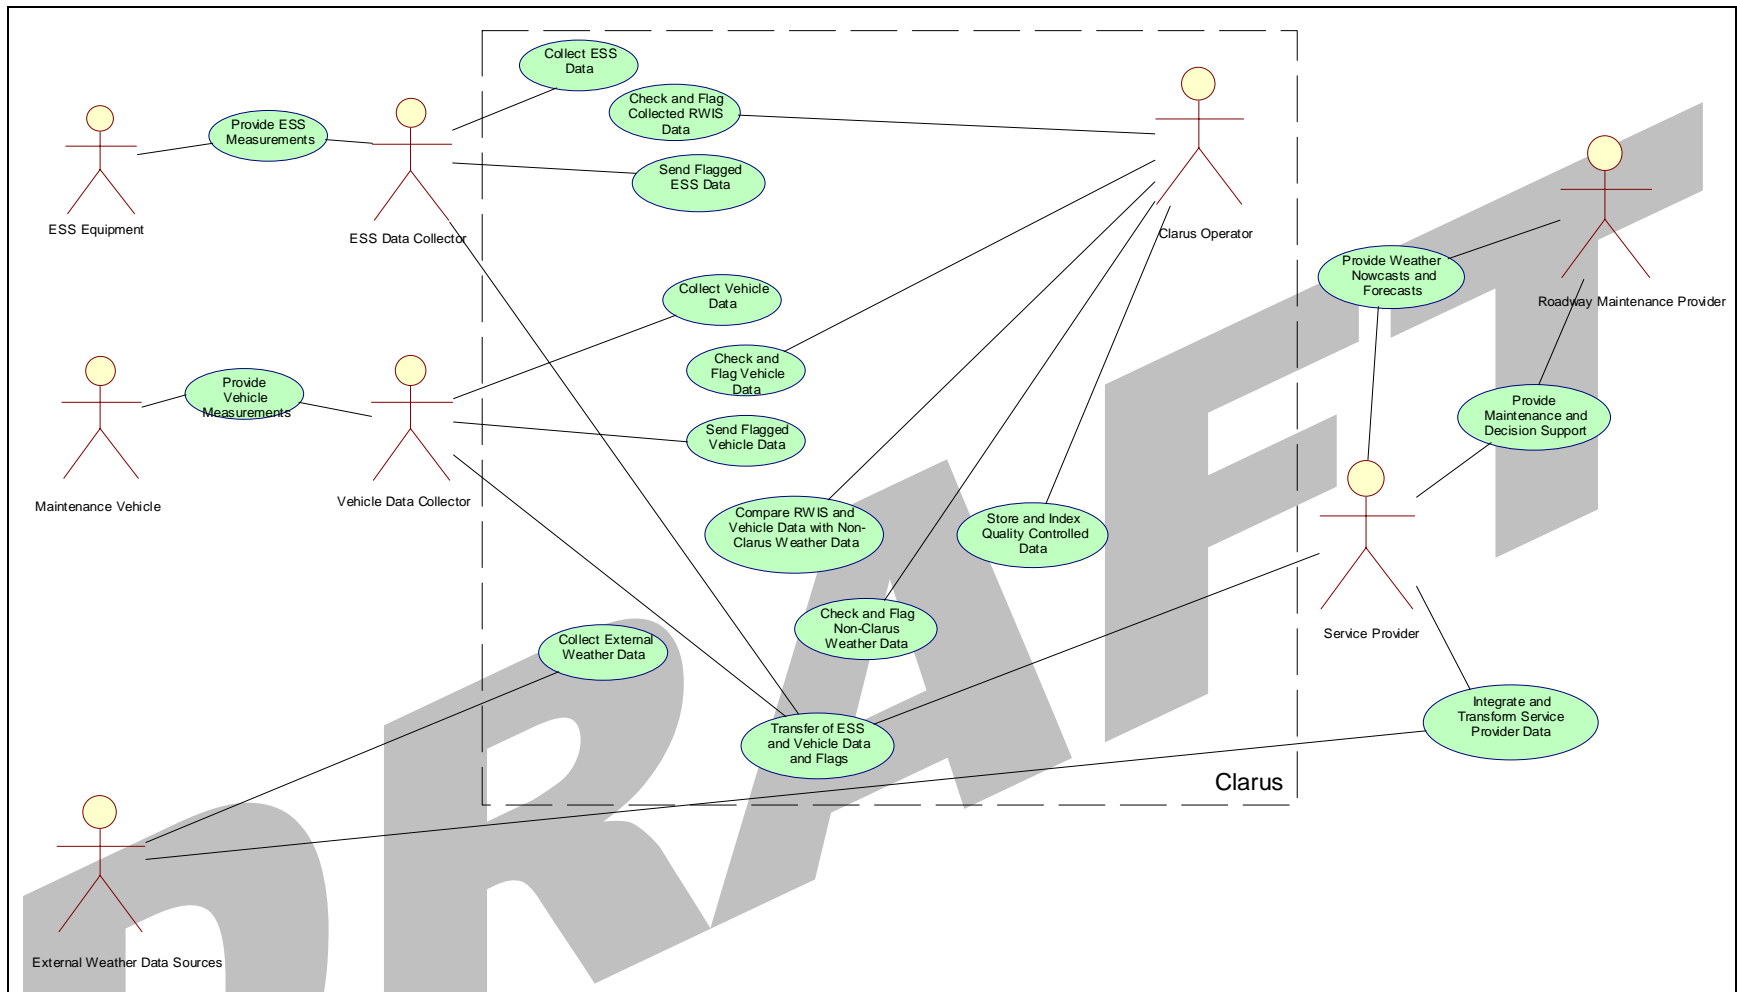 Collect ESS
Data
Check and Flag
Collected RWIS
Data
Provide ESS
Measurements
Send Flagged
ESS Data
ESS Equipment
ESS Data Collector
Clarus Operator
Provide Weather
Nowcasts and
Forecasts
Roadway Maintenance Provider
Collect Vehicle
Data
Check and
Flag Vehicle
Data
Provide
Vehicle
Measurements
Send Flagged
Vehicle Data
Provide
Maintenance and
Decision Support
Maintenance Vehicle
Vehicle Data Collector
Compare RWIS and
Vehicle Data with Non-
Clarus Weather Data
Store and Index
Quality Controlled
Data
Check and Flag
Non-Clarus
Weather Data
Service Provider
Collect External
Weather Data
Transfer of ESS
and Vehicle Data
and Flags
Integrate and
Transform Service
Provider Data
Clarus
External Weather Data Sources
DRAFT